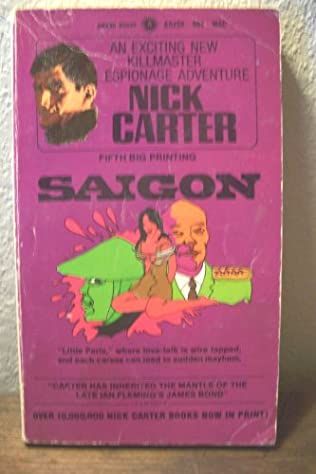 AN EXCITING NEW
KILLMASTER
ESPIONAGE ADVENTURE
NICK
CARTER
FIFTH BIG PRINTING
SAIGON
"Little Paris," where love-talk is wire tapped,
and each caress can lead to sudden mayhem.
"CARTER HAS INHERITED THE MANTLE OF THE
LATE IAN FLEMING'S JAMES BOND"
OVER 10,000,000 NICK CARTER BOOKS NOW IN PRINT!